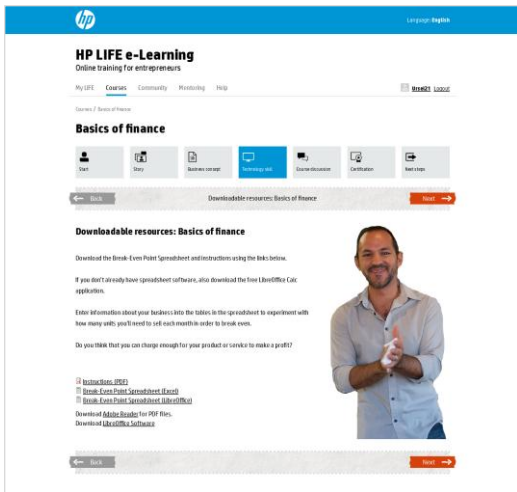 hp
Language: English
HP LIFE e-Learning
Online training for entrepreneurs
My LIFE Courses Community Mentoring Help
Logout
Courses / Basics of finance
Basics of finance
Start Story Business concept Technology skill Course discussion Certification Next steps
Back Downloadable resources: Basics of finance Next
Downloadable resources: Basics of finance
Download the Break-Even Point Spreadsheet and instructions using the links below.
If you don't already have spreadsheet software, also download the free LibreOffice Calc
application.
Enter information about your business into the tables in the spreadsheet to experiment with
how many units you'll need to sell each month in order to break even.
Do you think that you can charge enough for your product or service to make a profit?
Instructions (PDF)
Break-Even Point Spreadsheet (Excel)
Break-Even Point Spreadsheet (LibreOffice)
Download Adobe Reader for PDF files.
Download LibreOffice Software
Back Next